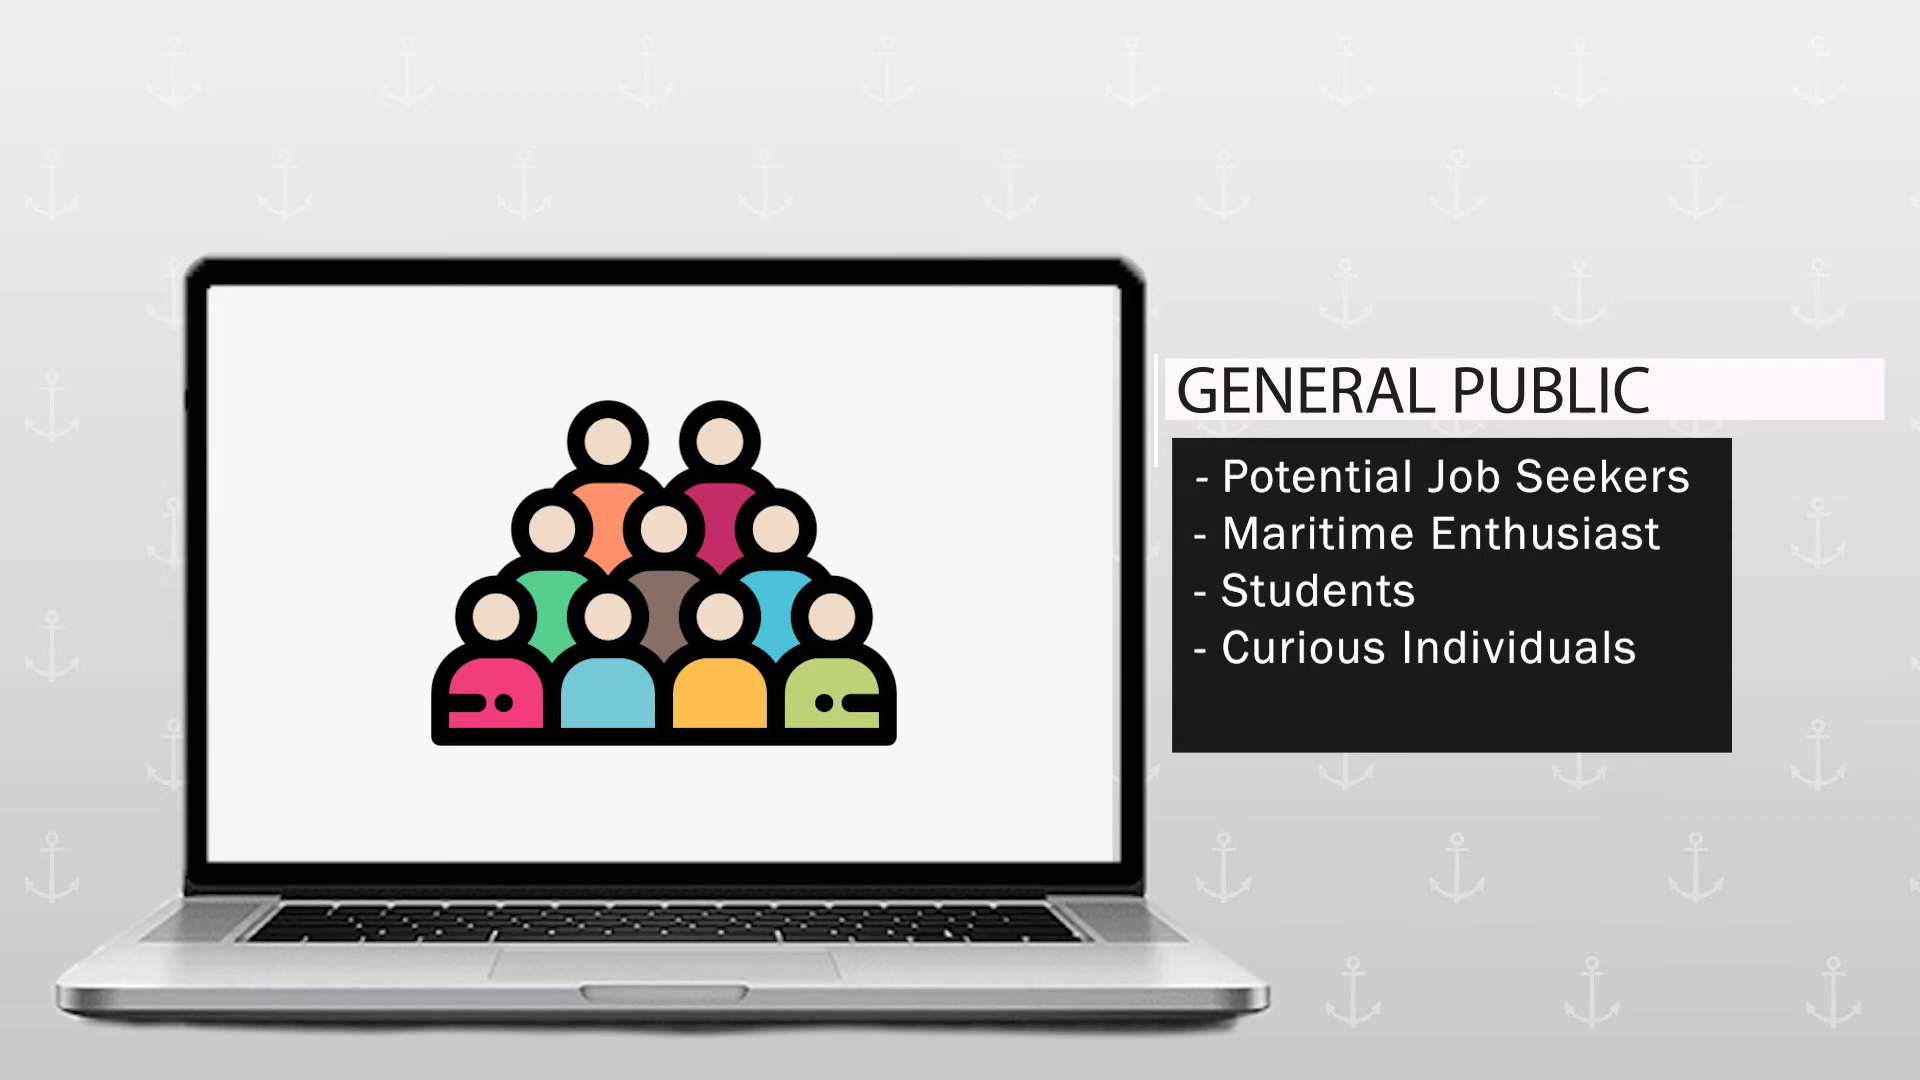 GENERAL PUBLIC
- Potential Job Seekers
- Maritime Enthusiast
- Students
- Curious Individuals